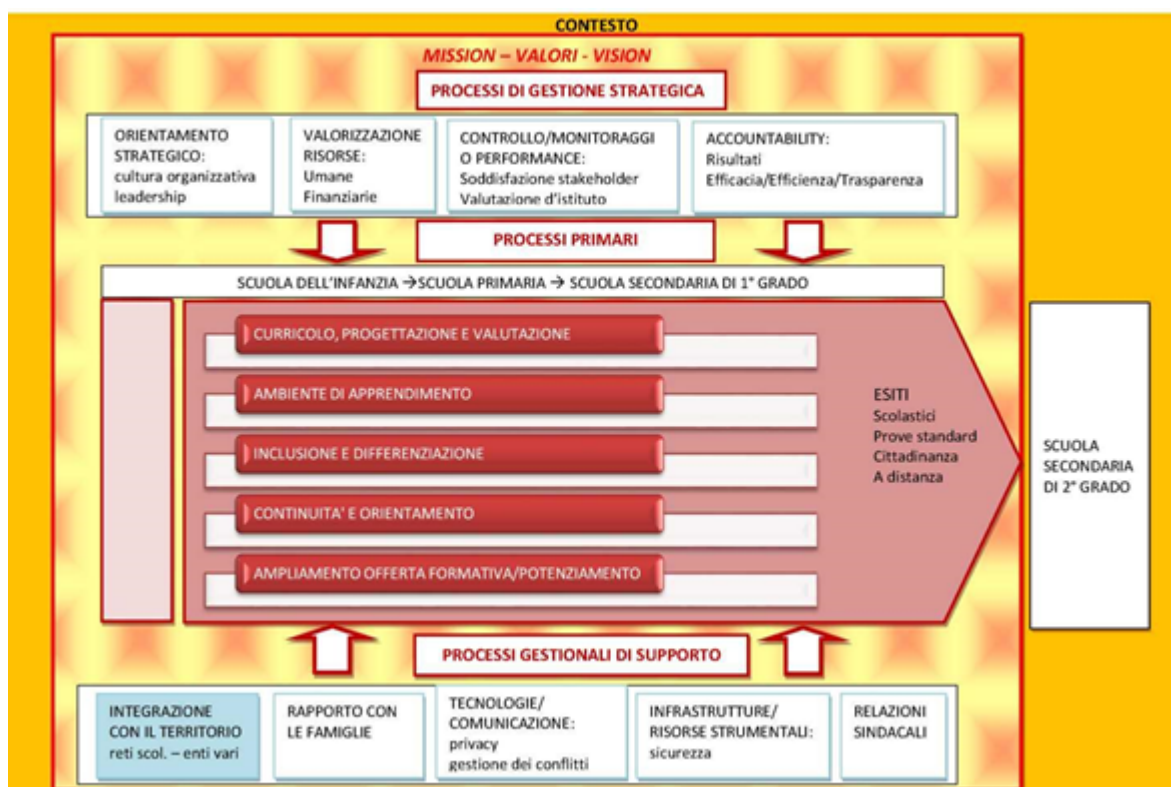 CONTESTO
MISSION – VALORI - VISION
PROCESSI DI GESTIONE STRATEGICA
ORIENTAMENTO
STRATEGICO:
cultura organizzativa
leadership
VALORIZZAZIONE
RISORSE:
Umane
Finanziarie
CONTROLLO/MONITORAGGI
O PERFORMANCE:
Soddisfazione stakeholder
Valutazione d'istituto
ACCOUNTABILITY:
Risultati
Efficacia/Efficienza/Trasparenza
PROCESSI PRIMARI
SCUOLA DELL'INFANZIA →SCUOLA PRIMARIA → SCUOLA SECONDARIA DI 1° GRADO
CURRICOLO, PROGETTAZIONE E VALUTAZIONE
AMBIENTE DI APPRENDIMENTO
INCLUSIONE E DIFFERENZIAZIONE
CONTINUITA' E ORIENTAMENTO
AMPLIAMENTO OFFERTA FORMATIVA/POTENZIAMENTO
ESITI
Scolastici
Prove standard
Cittadinanza
A distanza
SCUOLA
SECONDARIA
DI 2° GRADO
PROCESSI GESTIONALI DI SUPPORTO
INTEGRAZIONE
CON IL TERRITORIO
reti scol. – enti vari
RAPPORTO CON
LE FAMIGLIE
TECNOLOGIE/
COMUNICAZIONE:
privacy
gestione dei conflitti
INFRASTRUTTURE/
RISORSE STRUMENTALI:
sicurezza
RELAZIONI
SINDACALI